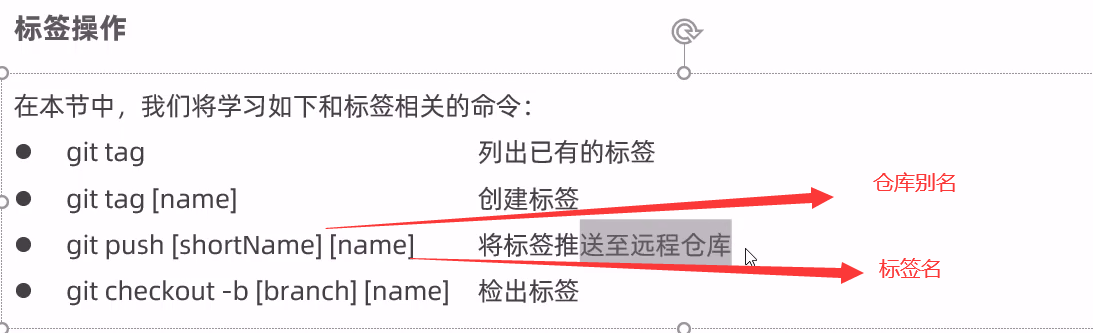 标签操作
在本节中，我们将学习如下和标签相关的命令：
● git tag 列出已有的标签
仓库别名
● git tag [name] 创建标签
● git push [shortName] [name] 将标签推送至远程仓库
标签名
● git checkout -b [branch] [name] 检出标签